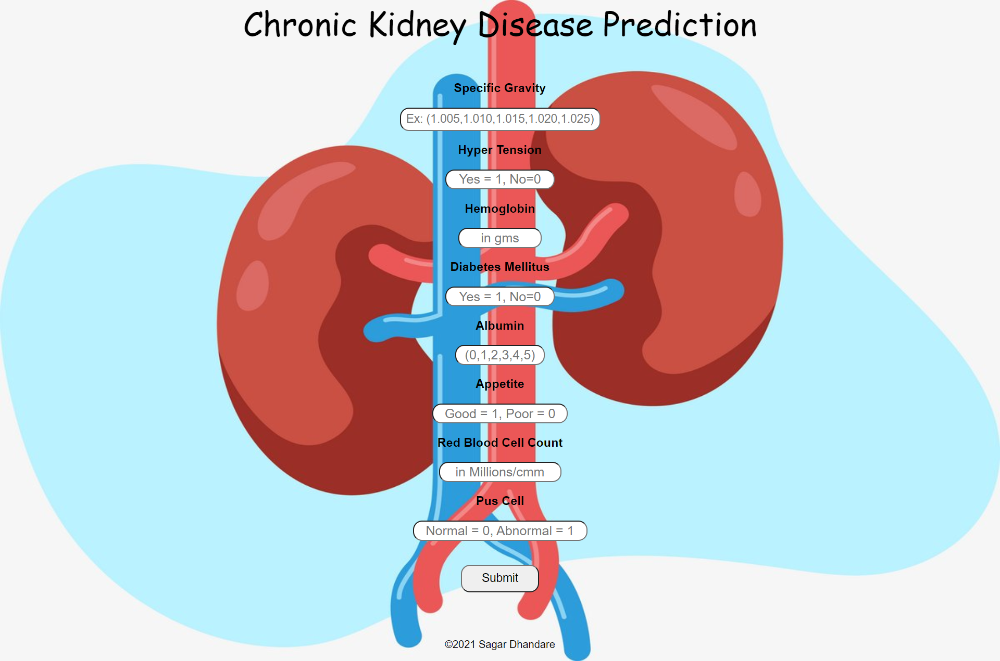 Chronic Kidney Disease Prediction
Specific Gravity
Ex: (1.005,1.010,1.015,1.020,1.025)
Hyper Tension
Yes = 1, No=0
Hemoglobin
in gms
Diabetes Mellitus
Yes = 1, No=0
Albumin
(0,1,2,3,4,5)
Appetite
Good = 1, Poor = 0
Red Blood Cell Count
in Millions/cmm
Pus Cell
Normal = 0, Abnormal = 1
Submit
©2021 Sagar Dhandare